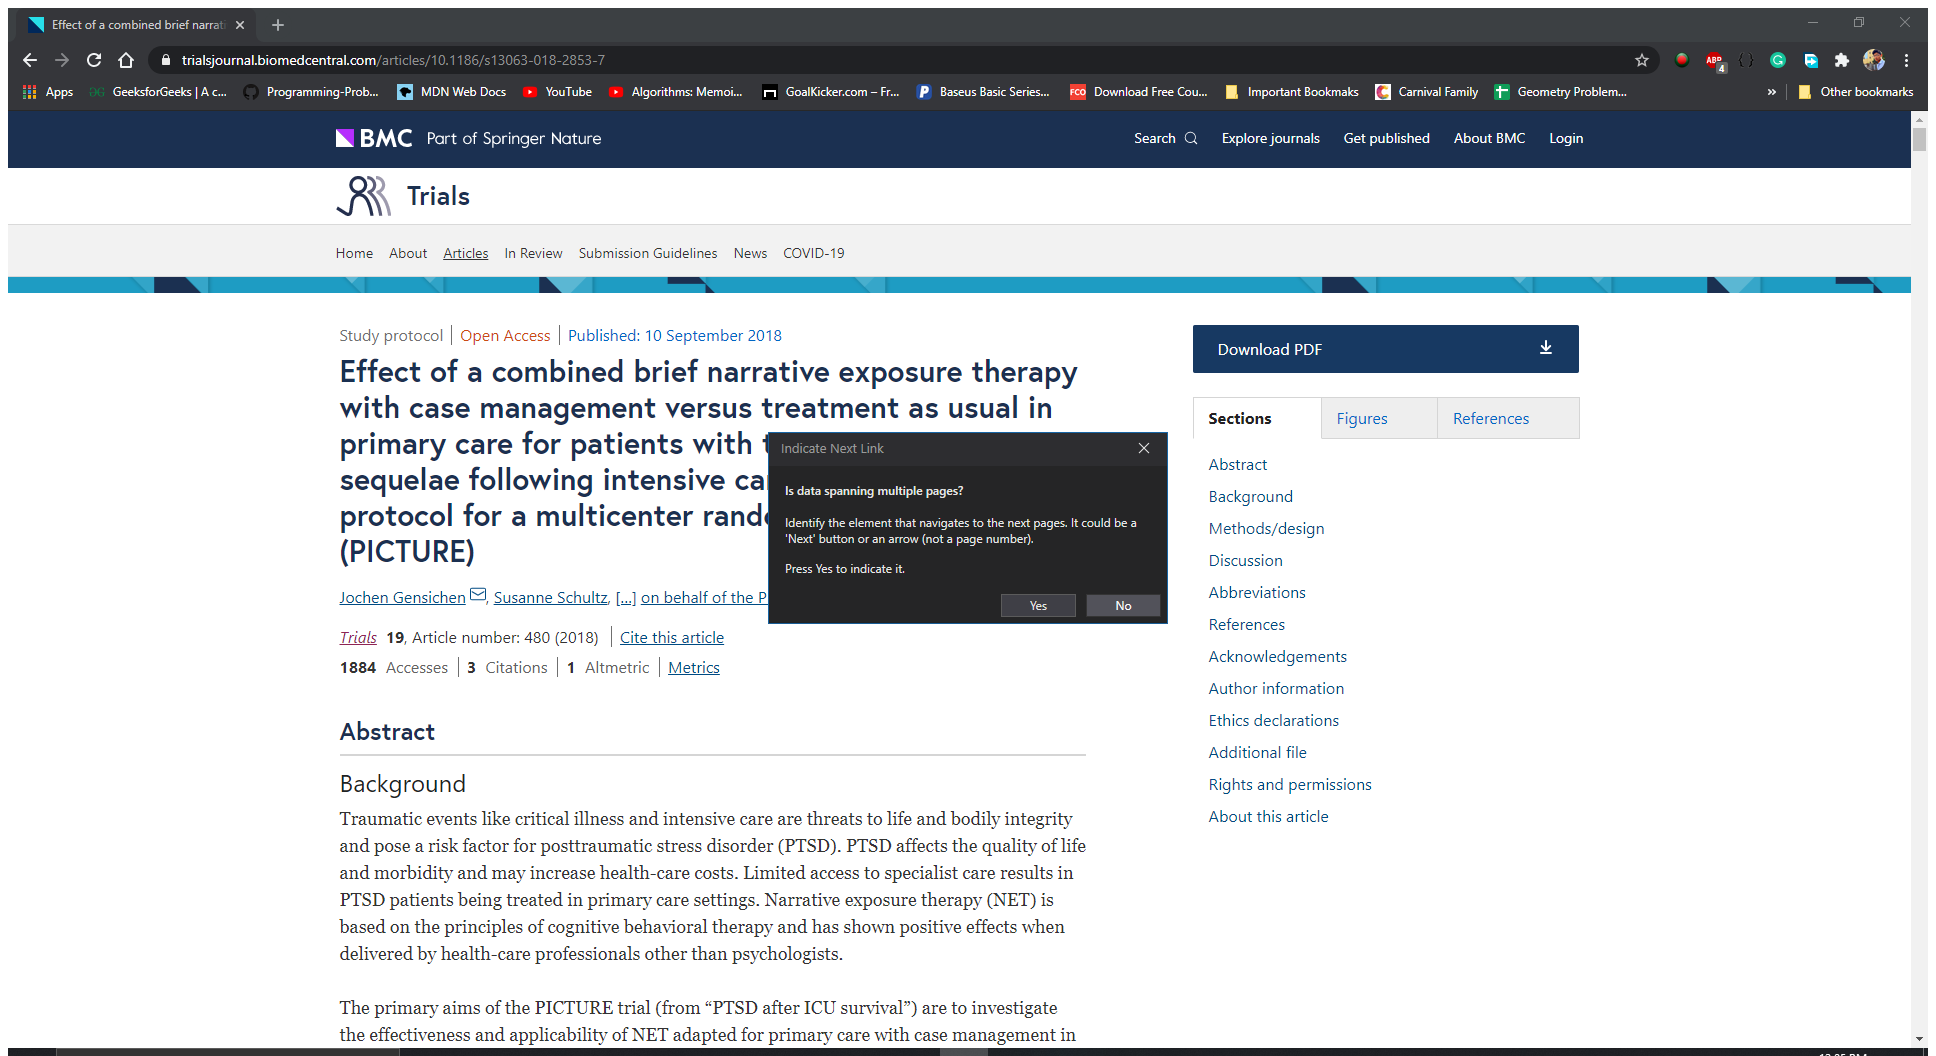 Effect of a combined brief narrati
trialsjournal.biomedcentral.com/articles/10.1186/s13063-018-2853-7
ABP
4
Apps
GeeksforGeeks | A c...
Programming-Prob...
MDN Web Docs
YouTube
Algorithms: Memoi...
GoalKicker.com – Fr...
Baseus Basic Series...
FCO
Download Free Cou...
Important Bookmaks
Carnival Family
Geometry Problem...
»
Other bookmarks
BMC Part of Springer Nature
Search
Explore journals
Get published
About BMC
Login
Trials
Home
About
Articles
In Review
Submission Guidelines
News
COVID-19
Study protocol | Open Access | Published: 10 September 2018
Effect of a combined brief narrative exposure therapy
with case management versus treatment as usual in
primary care for patients with
sequelae following intensive
protocol for a multicenter
(PICTURE)
Jochen Gensichen, Susanne Schultz, [...] on behalf of the
Trials 19, Article number: 480 (2018) | Cite this article
1884 Accesses | 3 Citations | 1 Altmetric | Metrics
Indicate Next Link
Is data spanning multiple pages?
Identify the element that navigates to the next pages. It could be a
'Next' button or an arrow (not a page number).
Press Yes to indicate it.
Yes
No
Abstract
Background
Traumatic events like critical illness and intensive care are threats to life and bodily integrity
and pose a risk factor for posttraumatic stress disorder (PTSD). PTSD affects the quality of life
and morbidity and may increase health-care costs. Limited access to specialist care results in
PTSD patients being treated in primary care settings. Narrative exposure therapy (NET) is
based on the principles of cognitive behavioral therapy and has shown positive effects when
delivered by health-care professionals other than psychologists.
The primary aims of the PICTURE trial (from “PTSD after ICU survival”) are to investigate
the effectiveness and applicability of NET adapted for primary care with case management in
Download PDF
Sections
Figures
References
Abstract
Background
Methods/design
Discussion
Abbreviations
References
Acknowledgements
Author information
Ethics declarations
Additional file
Rights and permissions
About this article